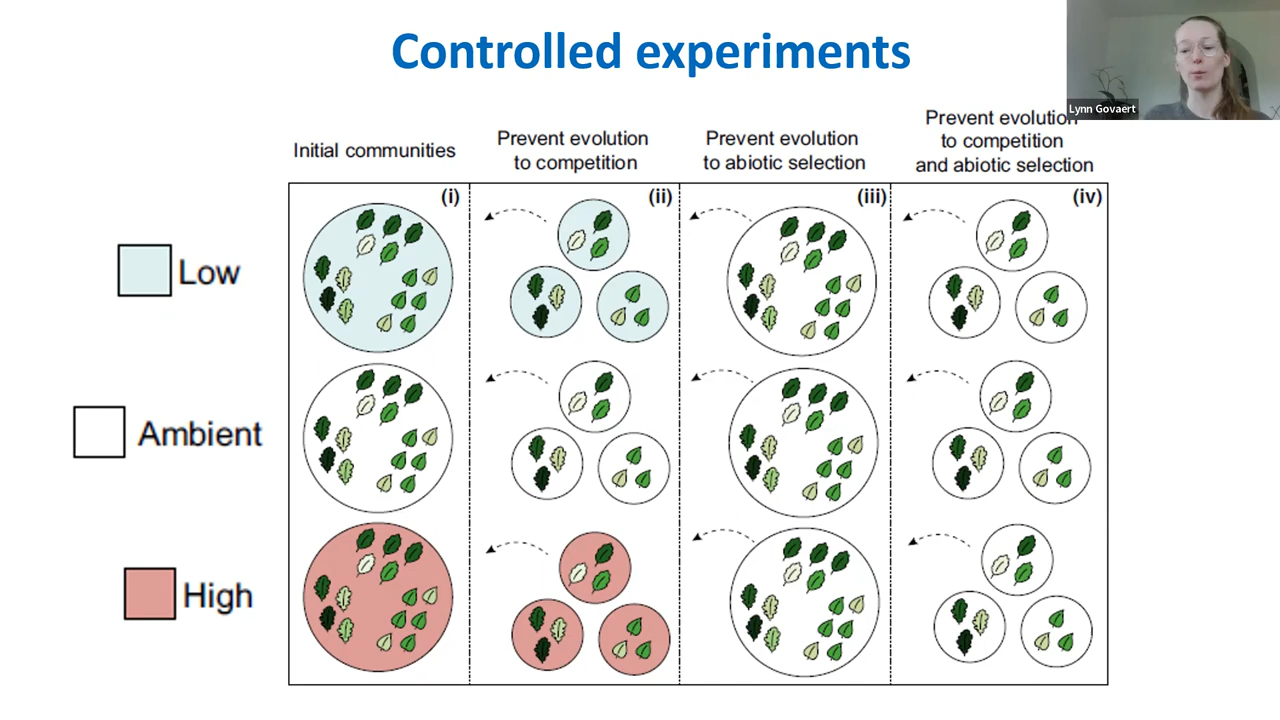 Controlled experiments
Lynn Govaert
Initial communities
Prevent evolution
to competition
Prevent evolution
to abiotic selection
Prevent evolution
to competition
and abiotic selection
(i)
(ii)
(iii)
(iv)
Low
Ambient
High